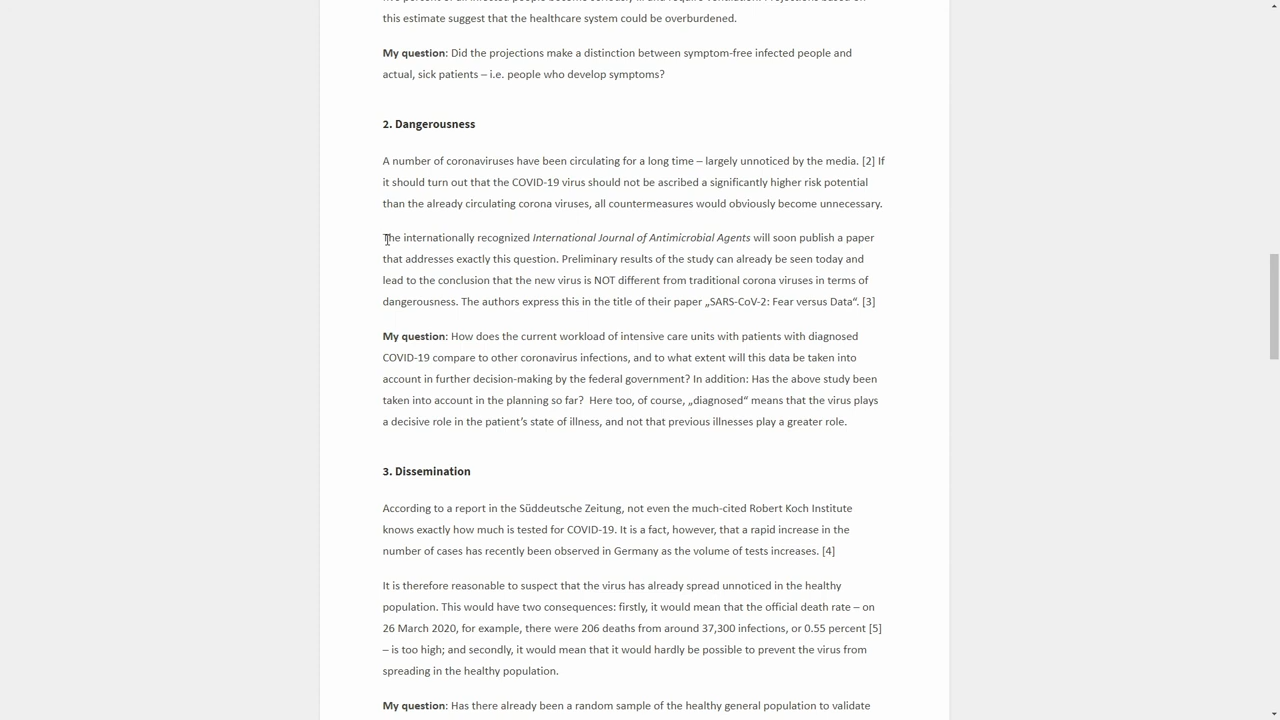 this estimate suggest that the healthcare system could be overburdened.
My question: Did the projections make a distinction between symptom-free infected people and
actual, sick patients – i.e. people who develop symptoms?
2. Dangerousness
A number of coronaviruses have been circulating for a long time – largely unnoticed by the media. [2] If
it should turn out that the COVID-19 virus should not be ascribed a significantly higher risk potential
than the already circulating corona viruses, all countermeasures would obviously become unnecessary.
The internationally recognized International Journal of Antimicrobial Agents will soon publish a paper
that addresses exactly this question. Preliminary results of the study can already be seen today and
lead to the conclusion that the new virus is NOT different from traditional corona viruses in terms of
dangerousness. The authors express this in the title of their paper „SARS-CoV-2: Fear versus Data“. [3]
My question: How does the current workload of intensive care units with patients with diagnosed
COVID-19 compare to other coronavirus infections, and to what extent will this data be taken into
account in further decision-making by the federal government? In addition: Has the above study been
taken into account in the planning so far?  Here too, of course, „diagnosed“ means that the virus plays
a decisive role in the patient’s state of illness, and not that previous illnesses play a greater role.
3. Dissemination
According to a report in the Süddeutsche Zeitung, not even the much-cited Robert Koch Institute
knows exactly how much is tested for COVID-19. It is a fact, however, that a rapid increase in the
number of cases has recently been observed in Germany as the volume of tests increases. [4]
It is therefore reasonable to suspect that the virus has already spread unnoticed in the healthy
population. This would have two consequences: firstly, it would mean that the official death rate – on
26 March 2020, for example, there were 206 deaths from around 37,300 infections, or 0.55 percent [5]
– is too high; and secondly, it would mean that it would hardly be possible to prevent the virus from
spreading in the healthy population.
My question: Has there already been a random sample of the healthy general population to validate